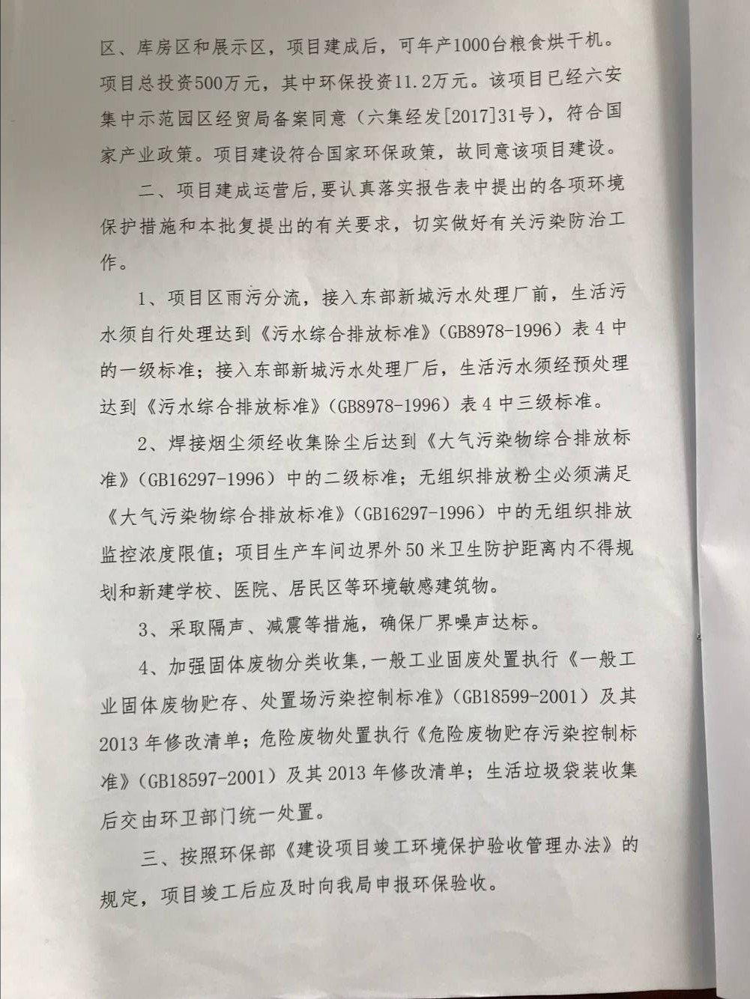 区、库房区和展示区，项目建成后，可年产1000台粮食烘干机。
项目总投资500万元，其中环保投资11.2万元。该项目已经六安
集中示范园区经贸局备案同意（六集经发[2017]31号），符合国
家产业政策。项目建设符合国家环保政策，故同意该项目建设。
二、项目建成运营后,要认真落实报告表中提出的各项环境
保护措施和本批复提出的有关要求，切实做好有关污染防治工
作。
1、项目区雨污分流，接入东部新城污水处理厂前，生活污
水须自行处理达到《污水综合排放标准》（GB8978-1996）表 4 中
的一级标准；接入东部新城污水处理厂后，生活污水须经预处理
达到《污水综合排放标准》（GB8978-1996）表 4 中三级标准。
2、焊接烟尘须经收集除尘后达到《大气污染物综合排放标
准》（GB16297-1996）中的二级标准；无组织排放粉尘必须满足
《大气污染物综合排放标准》（GB16297-1996）中的无组织排放
监控浓度限值；项目生产车间边界外 50 米卫生防护距离内不得规
划和新建学校、医院、居民区等环境敏感建筑物。
3、采取隔声、减震等措施，确保厂界噪声达标。
4、加强固体废物分类收集,一般工业固废处置执行《一般工
业固体废物贮存、处置场污染控制标准》（GB18599-2001）及其
2013 年修改清单；危险废物处置执行《危险废物贮存污染控制标
准》（GB18597-2001）及其 2013 年修改清单；生活垃圾袋装收集
后交由环卫部门统一处置。
三、按照环保部《建设项目竣工环境保护验收管理办法》的
规定，项目竣工后应及时向我局申报环保验收。